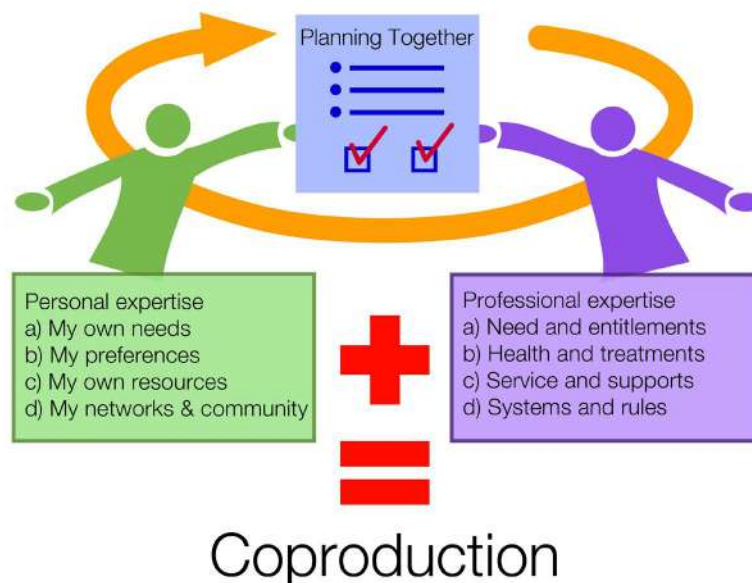 Planning Together
Personal expertise
a) My own needs
b) My preferences
c) My own resources
d) My networks & community
Professional expertise
a) Need and entitlements
b) Health and treatments
c) Service and supports
d) Systems and rules
Coproduction